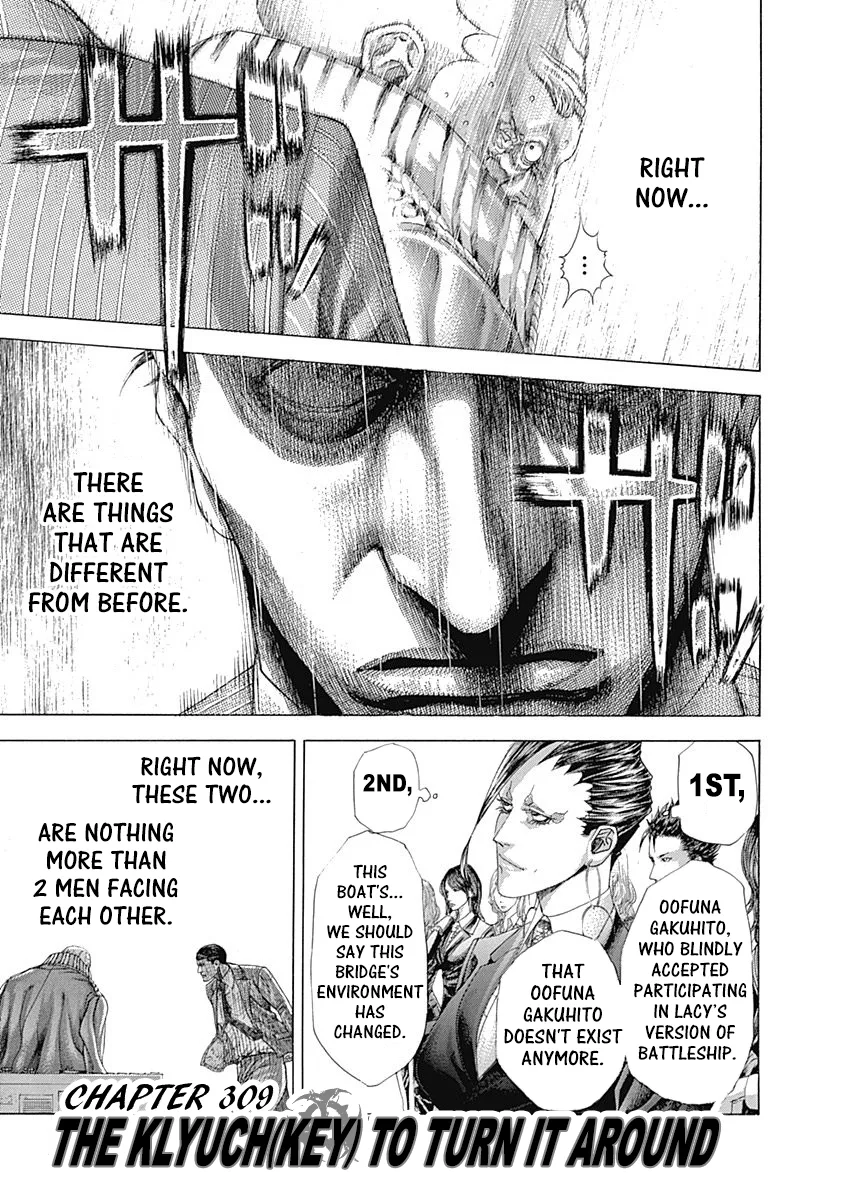 RIGHT
NOW...
...
THERE
ARE THINGS
THAT ARE
DIFFERENT
FROM BEFORE.
1ST,
OOFUNA
GAKUHITO,
WHO BLINDLY
ACCEPTED
PARTICIPATING
IN LACY'S
VERSION OF
BATTLESHIP.
THAT
OOFUNA
GAKUHITO
DOESN'T EXIST
ANYMORE.
2ND,
THIS
BOAT'S...
WELL,
WE SHOULD
SAY THIS
BRIDGE'S
ENVIRONMENT
HAS
CHANGED.
RIGHT NOW,
THESE TWO...
ARE NOTHING
MORE THAN
2 MEN FACING
EACH OTHER.
CHAPTER 309
THE KLYUCH(KEY) TO TURN IT AROUND